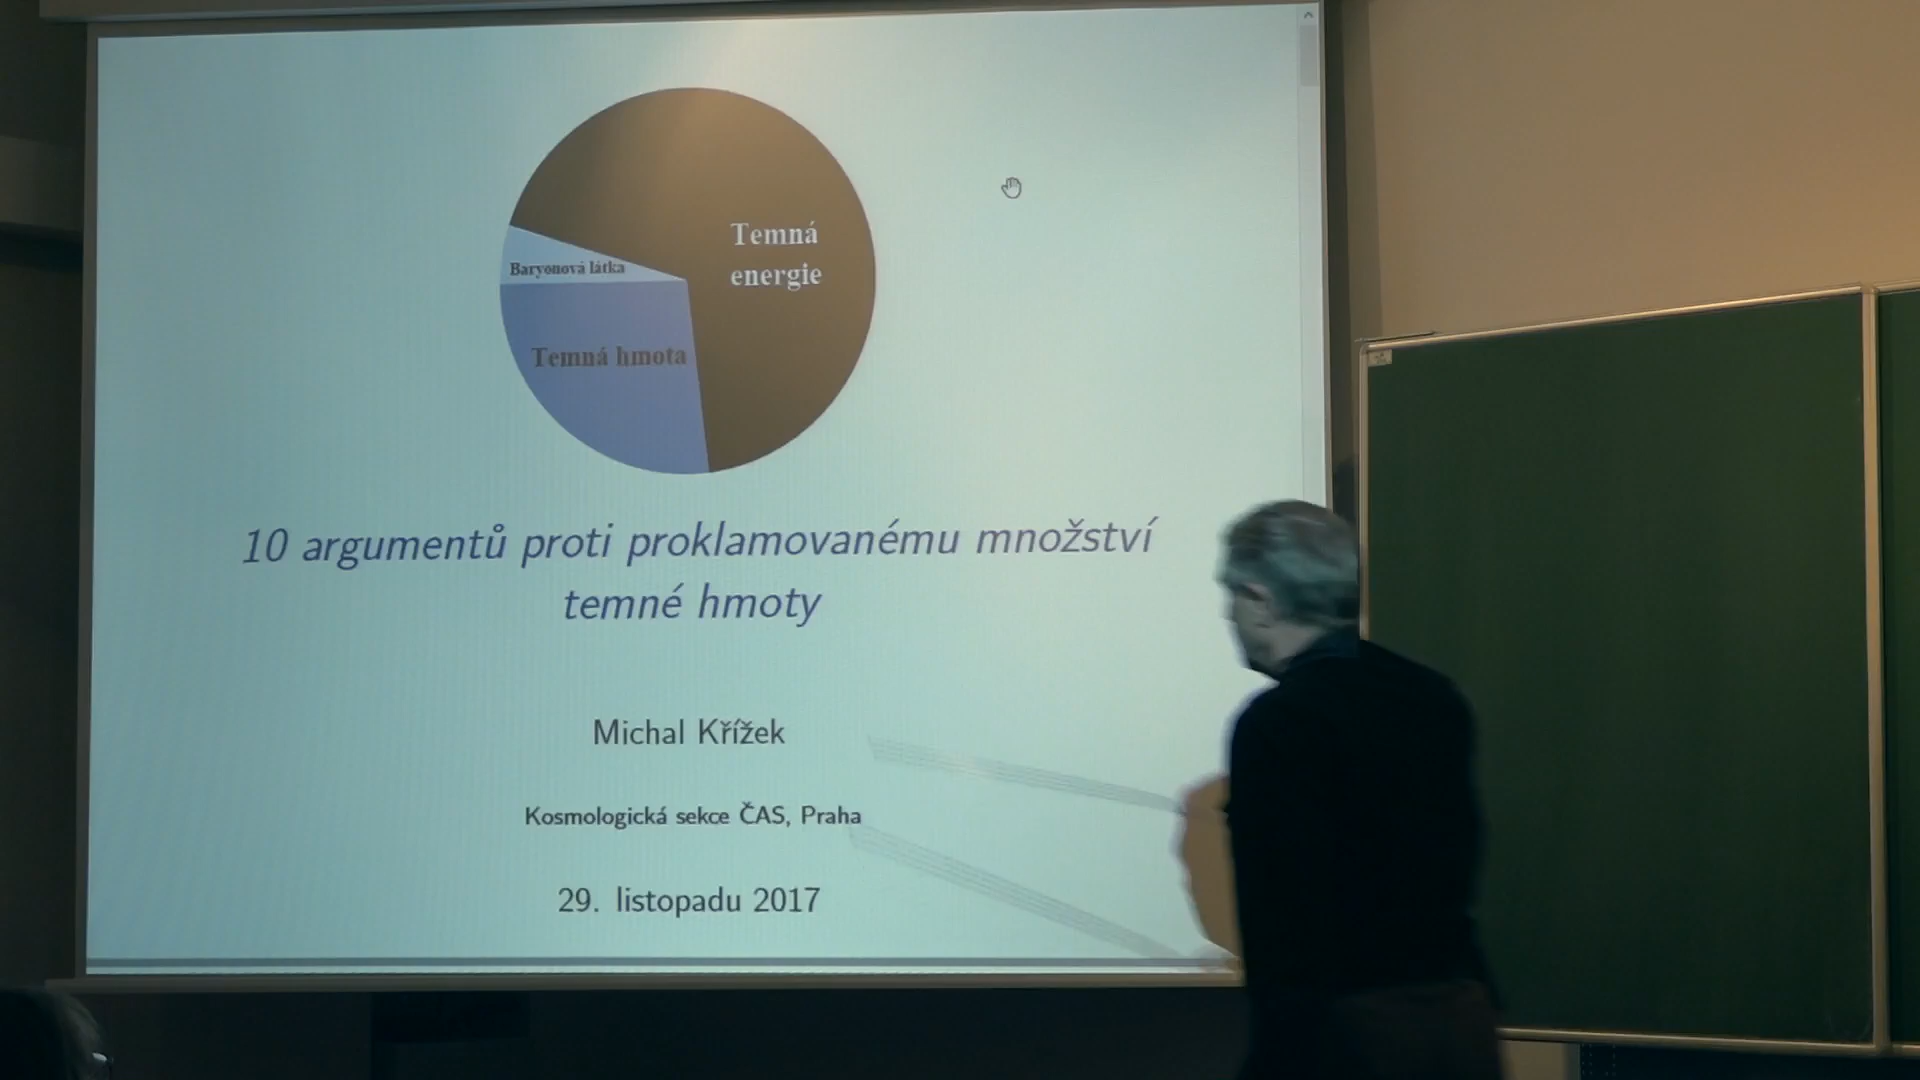 Temná
energie
Baryonová látka
Temná hmota
10 argumentů proti proklamovanému množství
temné hmoty
Michal Křížek
Kosmologická sekce ČAS, Praha
29. listopadu 2017